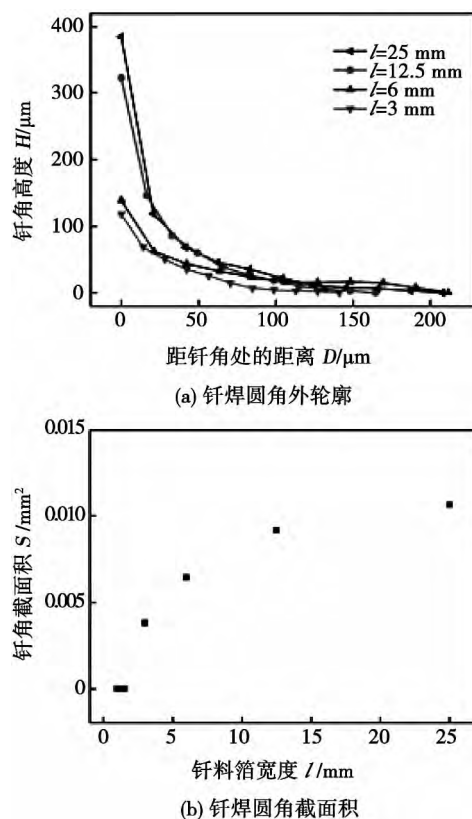 400
300
200
100
0
钎角高度 H/μm
l=25 mm
l=12.5 mm
l=6 mm
l=3 mm
0 50 100 150 200
距钎角处的距离 D/μm
(a) 钎焊圆角外轮廓
0.015
0.010
0.005
0
钎角截面积 S/mm²
0 5 10 15 20 25
钎料箔宽度 l/mm
(b) 钎焊圆角截面积